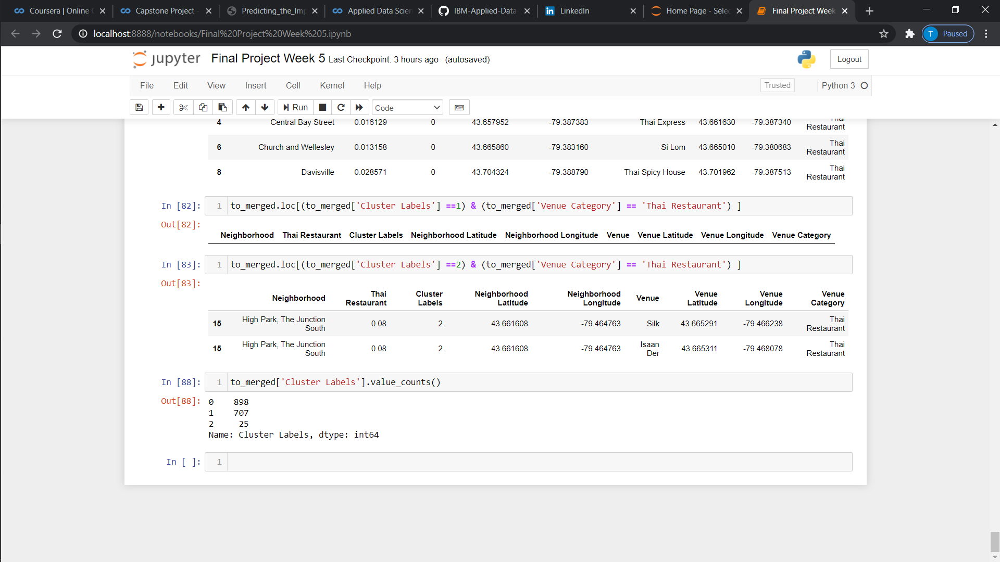 Coursera | Online
Capstone Project -
Predicting_the_Imp
Applied Data Scien
IBM-Applied-Data-
LinkedIn
Home Page - Selec
Final Project Week
localhost:8888/notebooks/Final%20Project%20Week%205.ipynb
T Paused
jupyter Final Project Week 5 Last Checkpoint: 3 hours ago (autosaved)
Logout
File Edit View Insert Cell Kernel Help
Trusted
Python 3
Run
Code
4 Central Bay Street 0.016129 0 43.657952 -79.387383 Thai Express 43.661630 -79.387340 Thai Restaurant
6 Church and Wellesley 0.013158 0 43.665860 -79.383160 Si Lom 43.665010 -79.380683 Thai Restaurant
8 Davisville 0.028571 0 43.704324 -79.388790 Thai Spicy House 43.701962 -79.387513 Thai Restaurant
In [82]: 1 to_merged.loc[(to_merged['Cluster Labels'] ==1) & (to_merged['Venue Category'] == 'Thai Restaurant') ]
Out[82]:
Neighborhood Thai Restaurant Cluster Labels Neighborhood Latitude Neighborhood Longitude Venue Venue Latitude Venue Longitude Venue Category
In [83]: 1 to_merged.loc[(to_merged['Cluster Labels'] ==2) & (to_merged['Venue Category'] == 'Thai Restaurant') ]
Out[83]:
Neighborhood Thai Restaurant Cluster Labels Neighborhood Latitude Neighborhood Longitude Venue Venue Latitude Venue Longitude Venue Category
15 High Park, The Junction South 0.08 2 43.661608 -79.464763 Silk 43.665291 -79.466238 Thai Restaurant
15 High Park, The Junction South 0.08 2 43.661608 -79.464763 Isaan Der 43.665311 -79.468078 Thai Restaurant
In [88]: 1 to_merged['Cluster Labels'].value_counts()
Out[88]:
0 898
1 707
2 25
Name: Cluster Labels, dtype: int64
In [ ]: 1